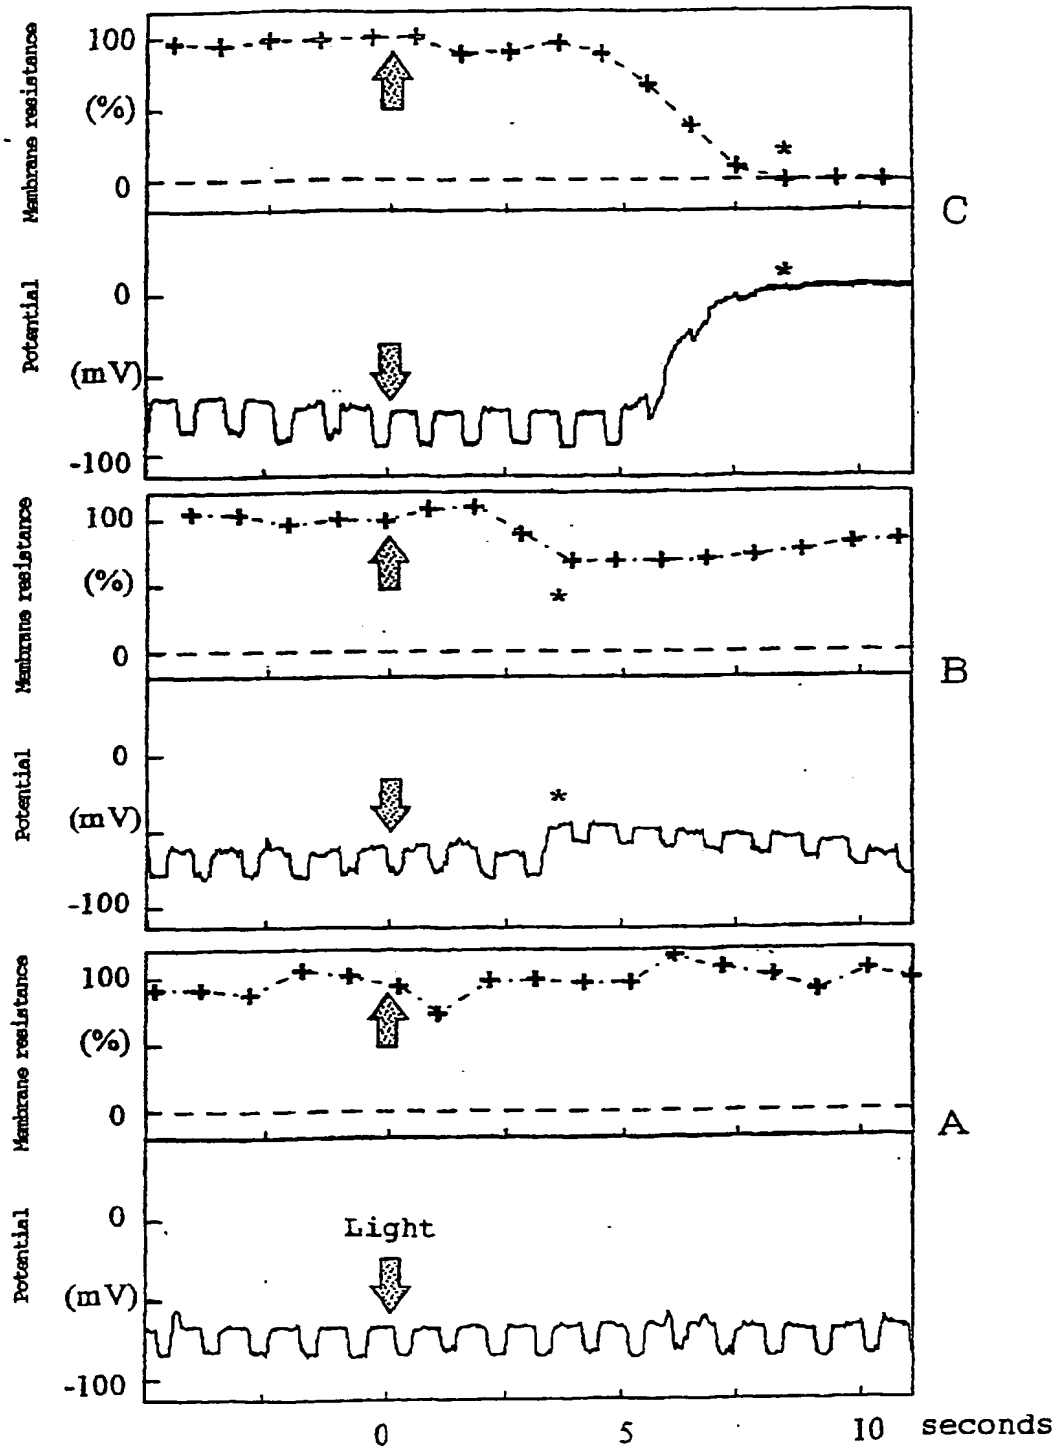 Membrane resistance
(%)
100
0
*
C
Potential
(mV)
0
-100
*
Membrane resistance
(%)
100
0
*
B
Potential
(mV)
0
-100
*
Membrane resistance
(%)
100
0
A
Potential
(mV)
0
-100
Light
0 5 10 seconds